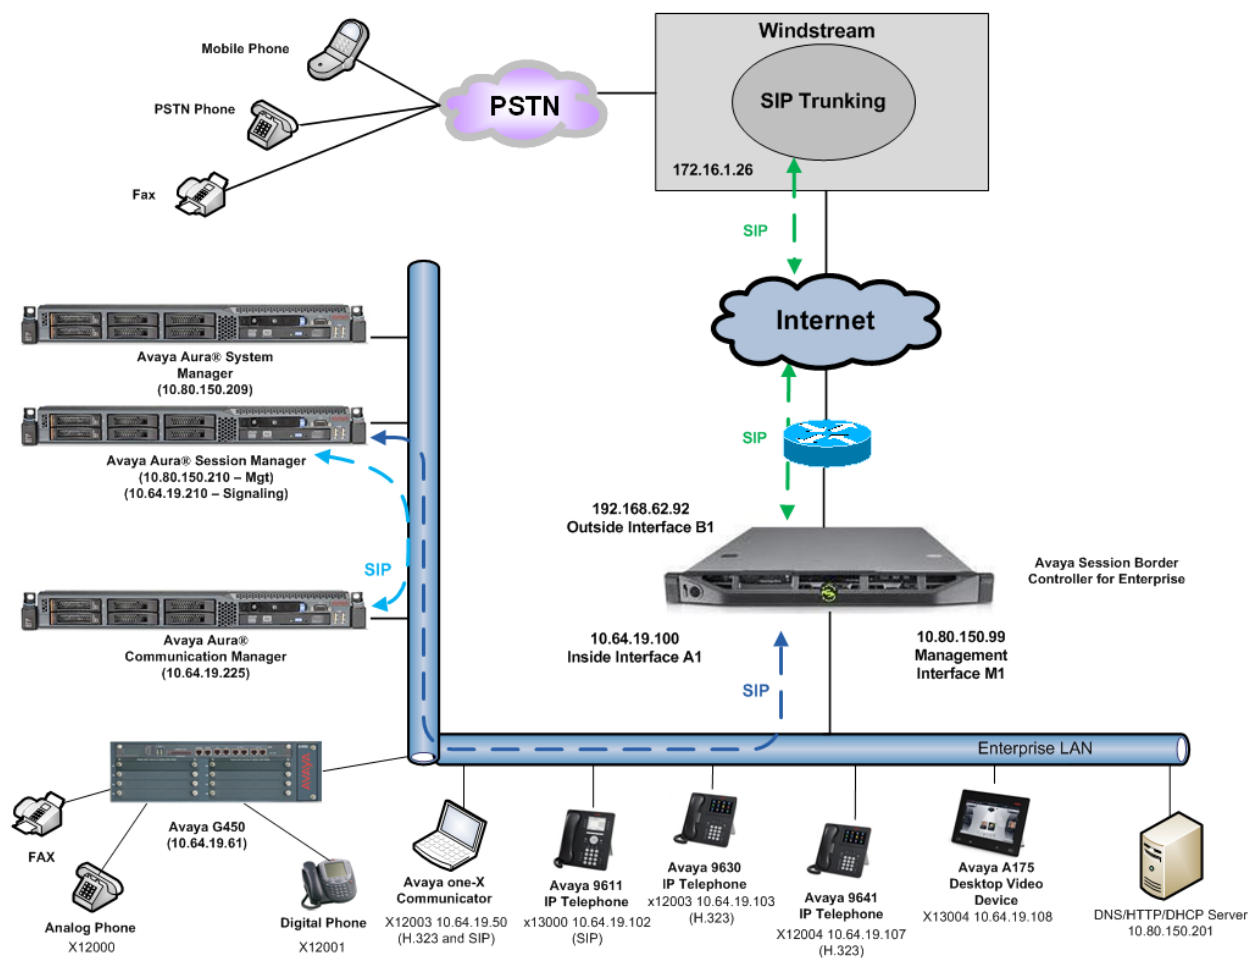 Windstream
Mobile Phone
PSTN
SIP Trunking
PSTN Phone
172.16.1.26
Fax
SIP
Internet
Avaya Aura® System
Manager
(10.80.150.209)
SIP
Avaya Aura® Session Manager
(10.80.150.210 – Mgt)
(10.64.19.210 – Signaling)
192.168.62.92
Outside Interface B1
SIP
Avaya Session Border
Controller for Enterprise
Avaya Aura®
Communication Manager
(10.64.19.225)
10.64.19.100
Inside Interface A1
10.80.150.99
Management
Interface M1
SIP
Enterprise LAN
AVAYA
Avaya G450
(10.64.19.61)
FAX
Analog Phone
X12000
Digital Phone
X12001
Avaya one-X
Communicator
X12003 10.64.19.50
(H.323 and SIP)
Avaya 9611
IP Telephone
x13000 10.64.19.102
(SIP)
Avaya 9630
IP Telephone
x12003 10.64.19.103
(H.323)
Avaya 9641
IP Telephone
X12004 10.64.19.107
(H.323)
Avaya A175
Desktop Video
Device
X13004 10.64.19.108
DNS/HTTP/DHCP Server
10.80.150.201